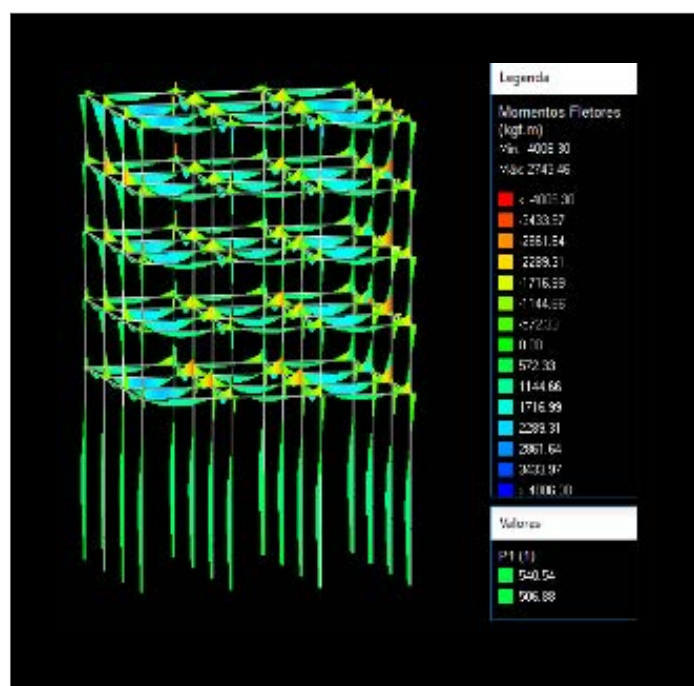 Legenda
Momentos Fletores
(kgf.m)
Mín: -4006.30
Máx: 2743.46
< -4006.30
-3433.97
-2861.64
-2289.31
-1716.99
-1144.66
-572.33
0.00
572.33
1144.66
1716.99
2289.31
2861.64
3433.97
> 4006.30
Valores
P1 (1)
540.54
506.88